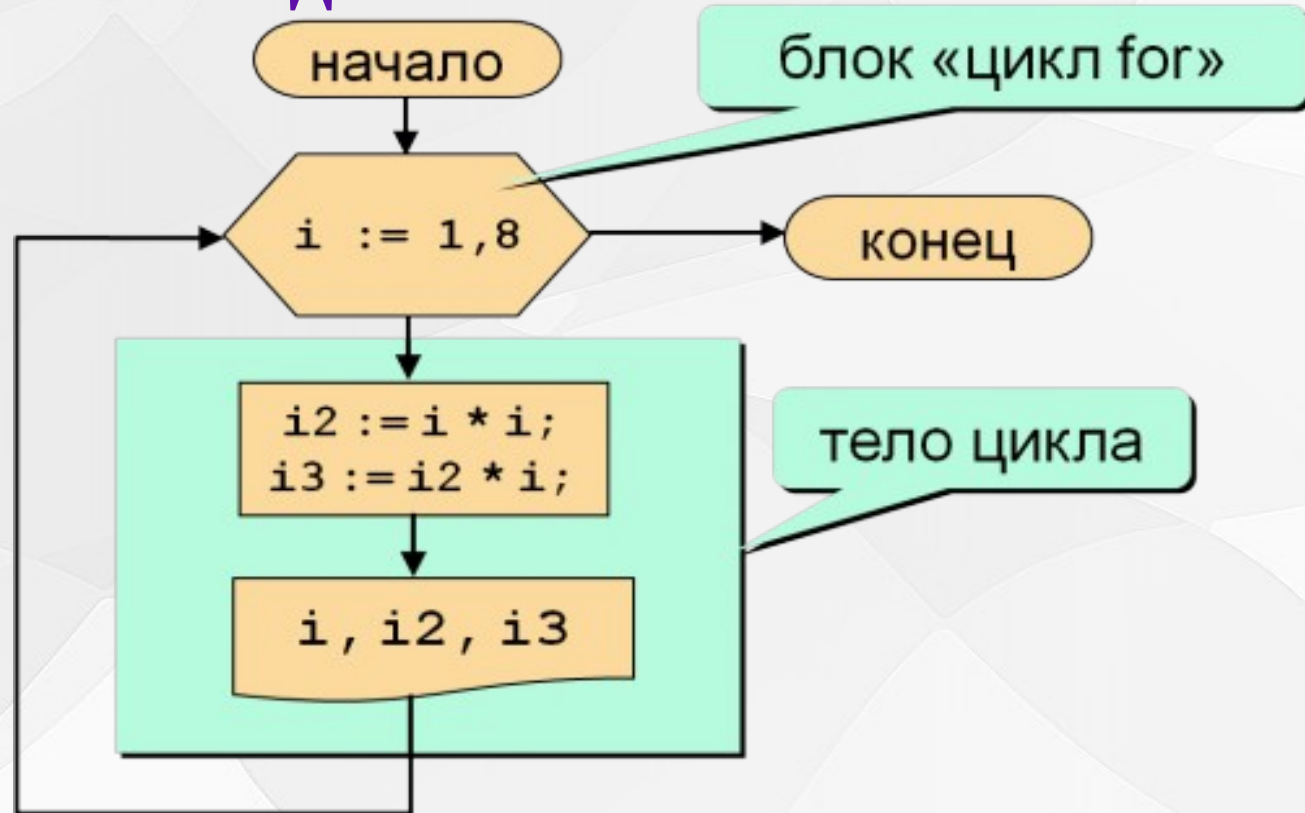 начало
блок «цикл for»
i := 1,8
конец
i2 := i * i;
i3 := i2 * i;
тело цикла
i, i2, i3